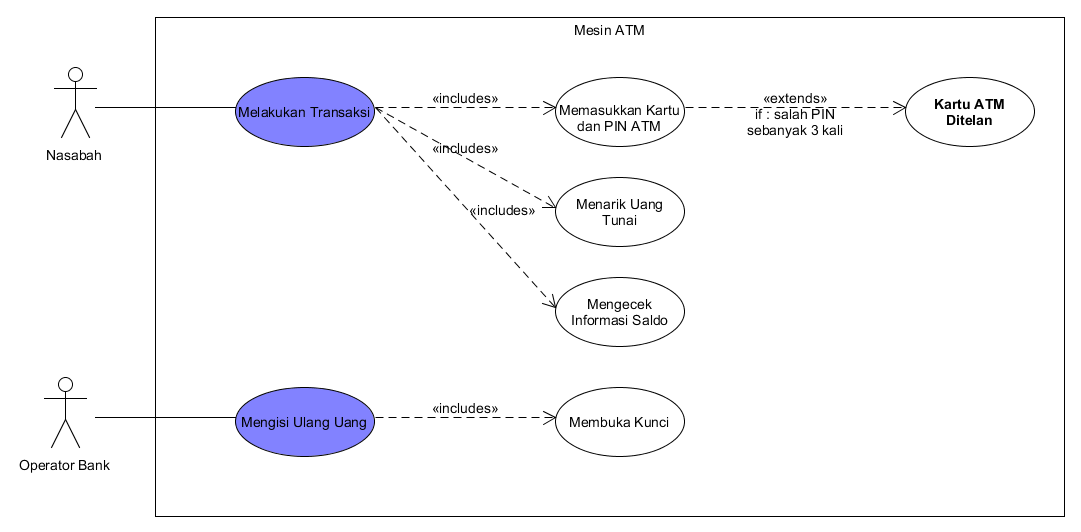 Mesin ATM
Nasabah
Melakukan Transaksi
«includes»
Memasukkan Kartu
dan PIN ATM
«extends»
if : salah PIN
sebanyak 3 kali
Kartu ATM
Ditelan
«includes»
Menarik Uang
Tunai
«includes»
Mengecek
Informasi Saldo
Operator Bank
Mengisi Ulang Uang
«includes»
Membuka Kunci